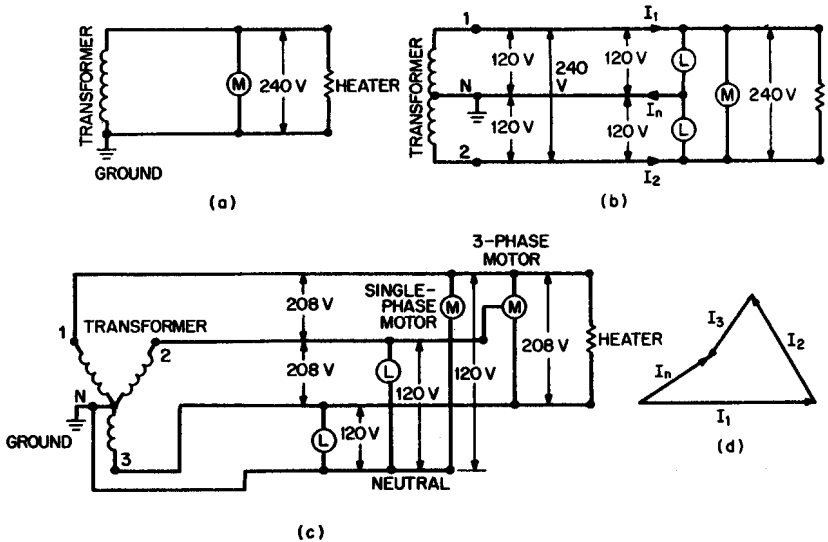 TRANSFORMER
M
240 V
HEATER
GROUND
(a)
1
I1
TRANSFORMER
120 V
240
V
120 V
L
N
In
M
240 V
120 V
120 V
L
2
I2
(b)
3-PHASE
MOTOR
208 V
SINGLE-
PHASE
MOTOR
M
M
1
TRANSFORMER
2
208 V
HEATER
208 V
L
120 V
120 V
N
GROUND
L
120 V
3
NEUTRAL
(c)
I3
I2
In
I1
(d)